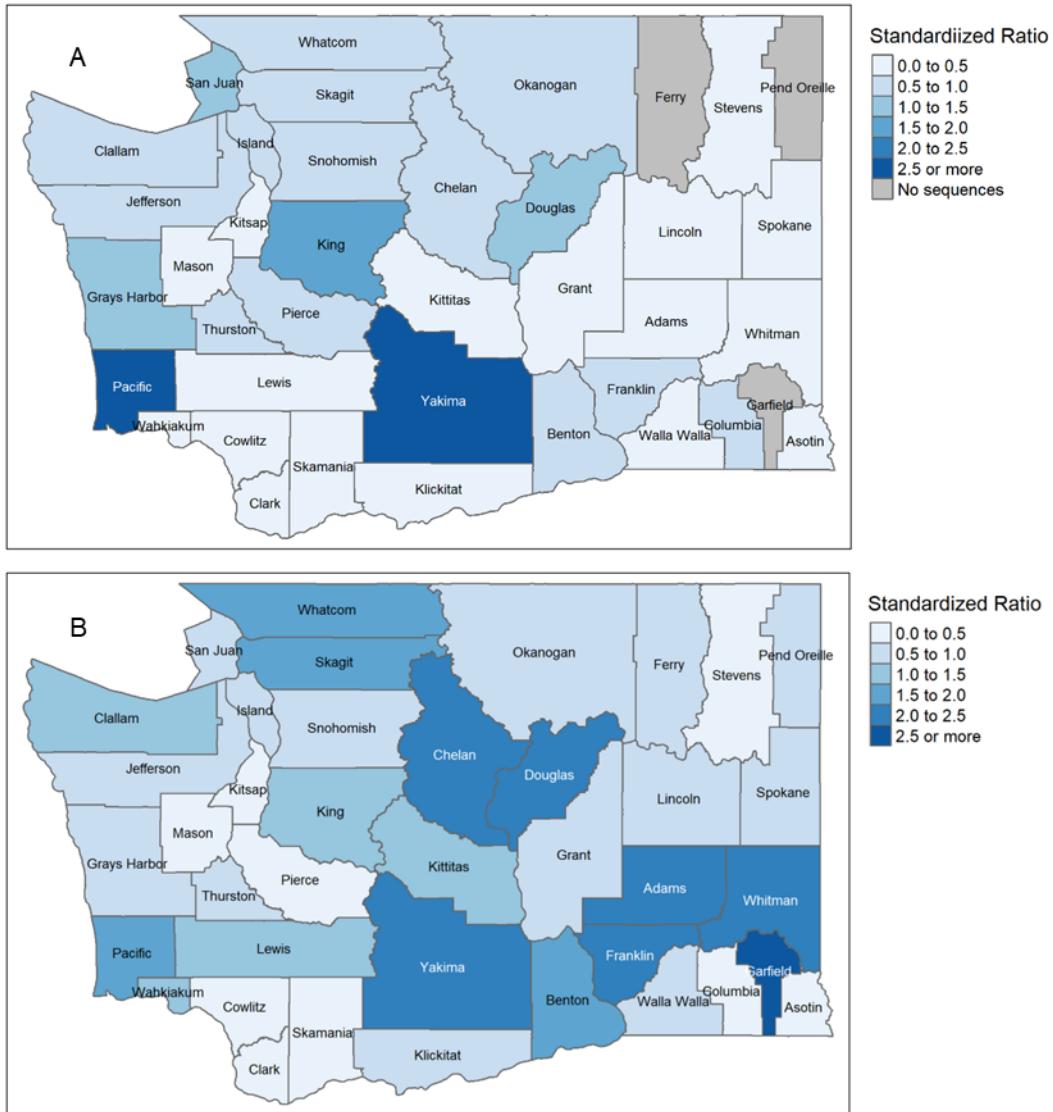 A
Whatcom
San Juan
Skagit
Okanogan
Ferry
Pend Oreille
Stevens
Clallam
Island
Snohomish
Chelan
Jefferson
Douglas
Kitsap
Lincoln
Spokane
King
Mason
Kittitas
Grant
Grays Harbor
Pierce
Adams
Thurston
Whitman
Pacific
Lewis
Yakima
Franklin
Garfield
Wahkiakum
Columbia
Benton
Walla Walla
Asotin
Cowlitz
Skamania
Klickitat
Clark
Standardiized Ratio
0.0 to 0.5
0.5 to 1.0
1.0 to 1.5
1.5 to 2.0
2.0 to 2.5
2.5 or more
No sequences
B
Whatcom
San Juan
Skagit
Okanogan
Ferry
Pend Oreille
Stevens
Clallam
Island
Snohomish
Chelan
Jefferson
Douglas
Kitsap
Lincoln
Spokane
King
Mason
Kittitas
Grant
Grays Harbor
Pierce
Adams
Thurston
Whitman
Pacific
Lewis
Yakima
Franklin
Garfield
Wahkiakum
Columbia
Benton
Walla Walla
Asotin
Cowlitz
Skamania
Klickitat
Clark
Standardized Ratio
0.0 to 0.5
0.5 to 1.0
1.0 to 1.5
1.5 to 2.0
2.0 to 2.5
2.5 or more